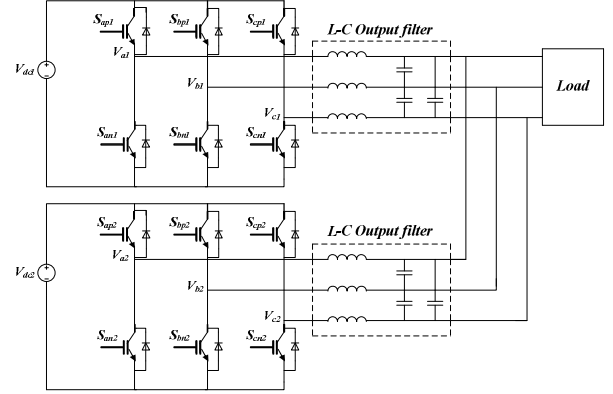 Sap1 Sbp1 Scp1
L-C Output filter
Va1
Vdc1
Vb1
Load
Vc1
San1 Sbn1 Scn1
Sap2 Sbp2 Scp2
L-C Output filter
Va2
Vdc2
Vb2
Vc2
San2 Sbn2 Scn2